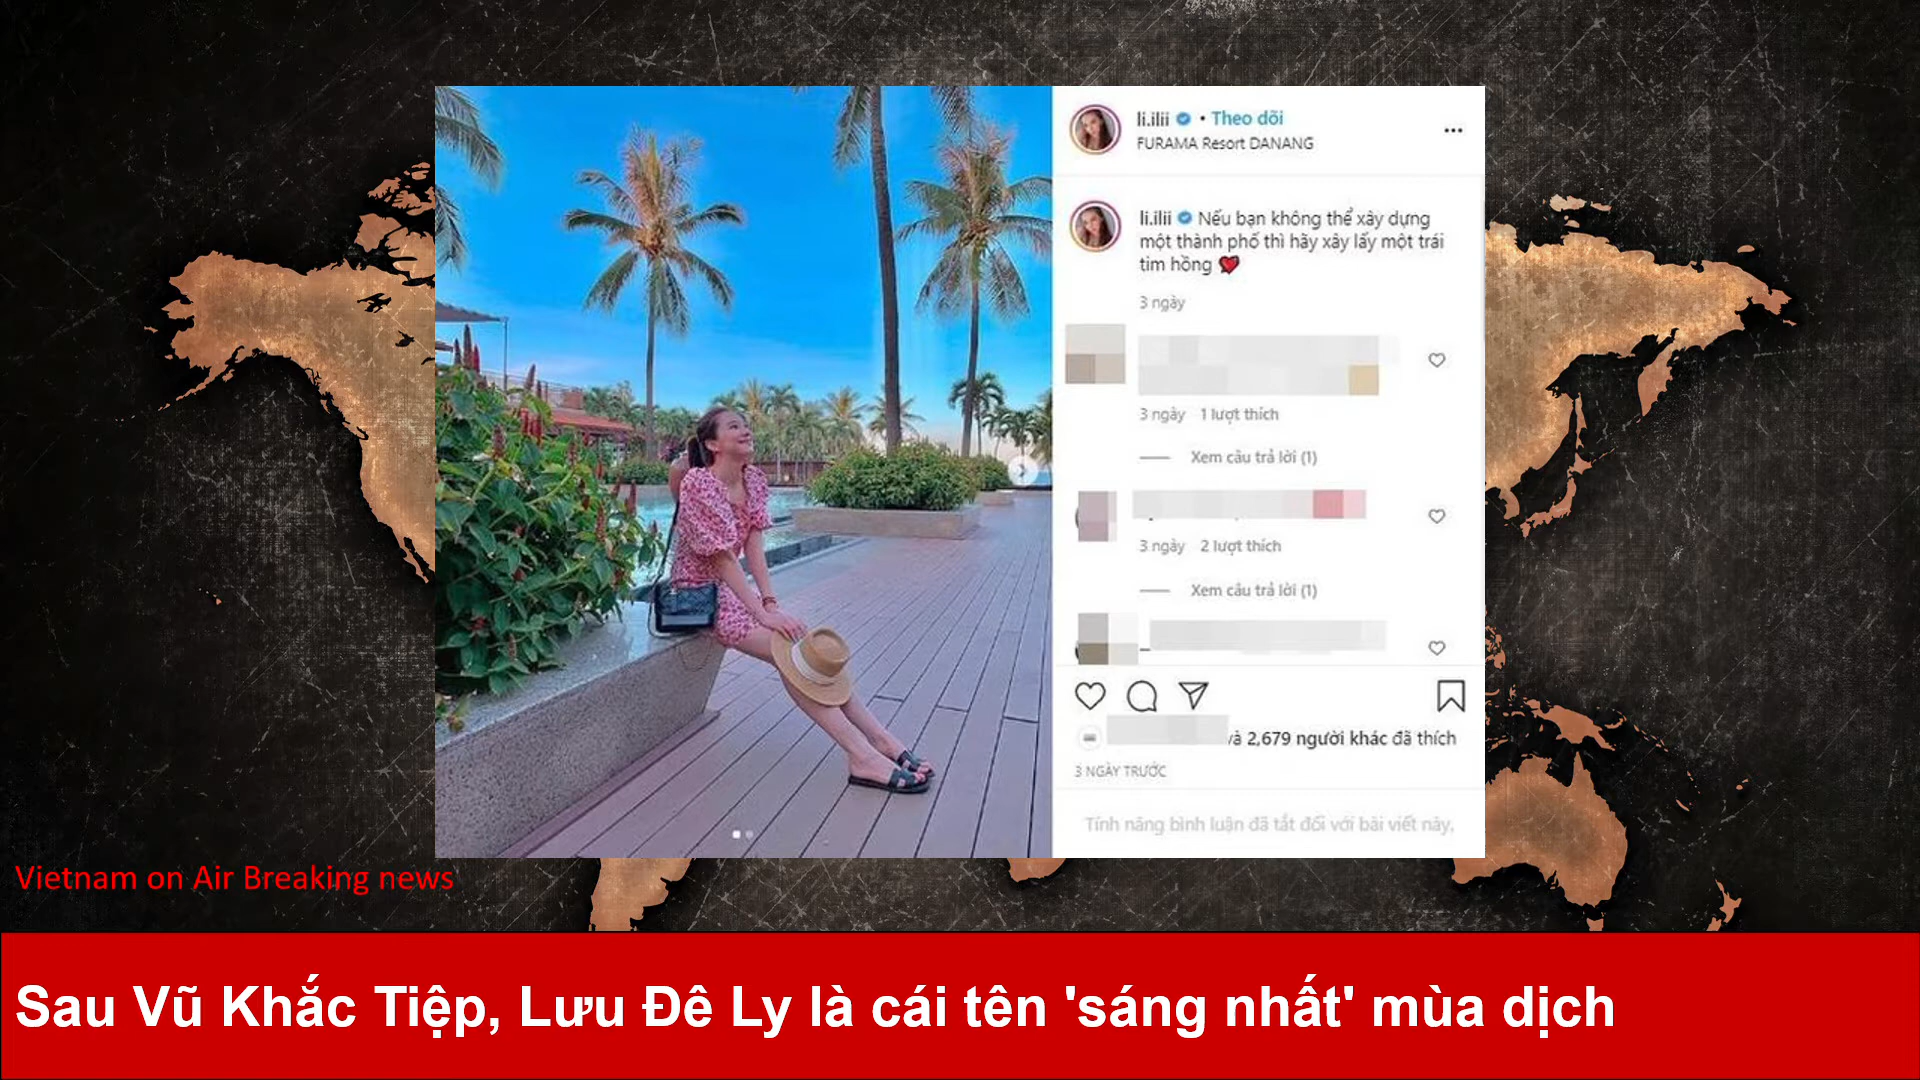 li.ilii • Theo dõi
FURAMA Resort DANANG
li.ilii Nếu bạn không thể xây dựng
một thành phố thì hãy xây lấy một trái
tim hồng
3 ngày
3 ngày 1 lượt thích
Xem câu trả lời (1)
3 ngày 2 lượt thích
Xem câu trả lời (1)
và 2,679 người khác đã thích
3 NGÀY TRƯỚC
Tính năng bình luận đã tắt đối với bài viết này.
Vietnam on Air Breaking news
Sau Vũ Khắc Tiệp, Lưu Đê Ly là cái tên 'sáng nhất' mùa dịch